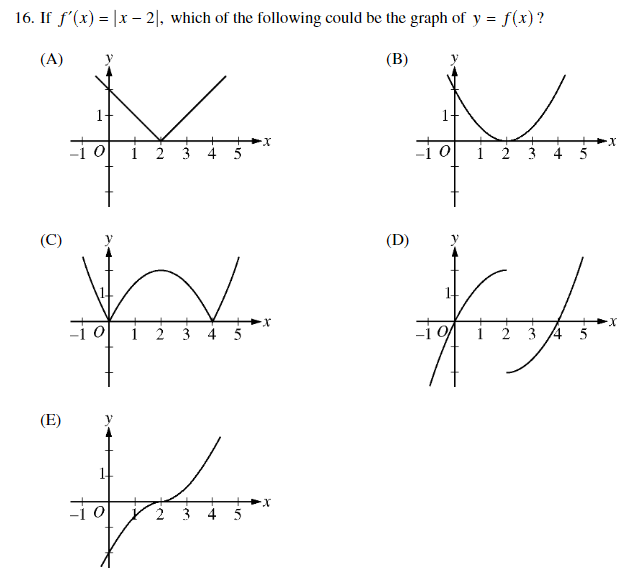 16. If f′(x) = |x – 2|, which of the following could be the graph of y = f(x)?
(A) y
(B) y
1
1
x
x
–1 O 1 2 3 4 5
–1 O 1 2 3 4 5
(C) y
(D) y
1
1
x
x
–1 O 1 2 3 4 5
–1 O 1 2 3 4 5
(E) y
1
x
–1 O 1 2 3 4 5